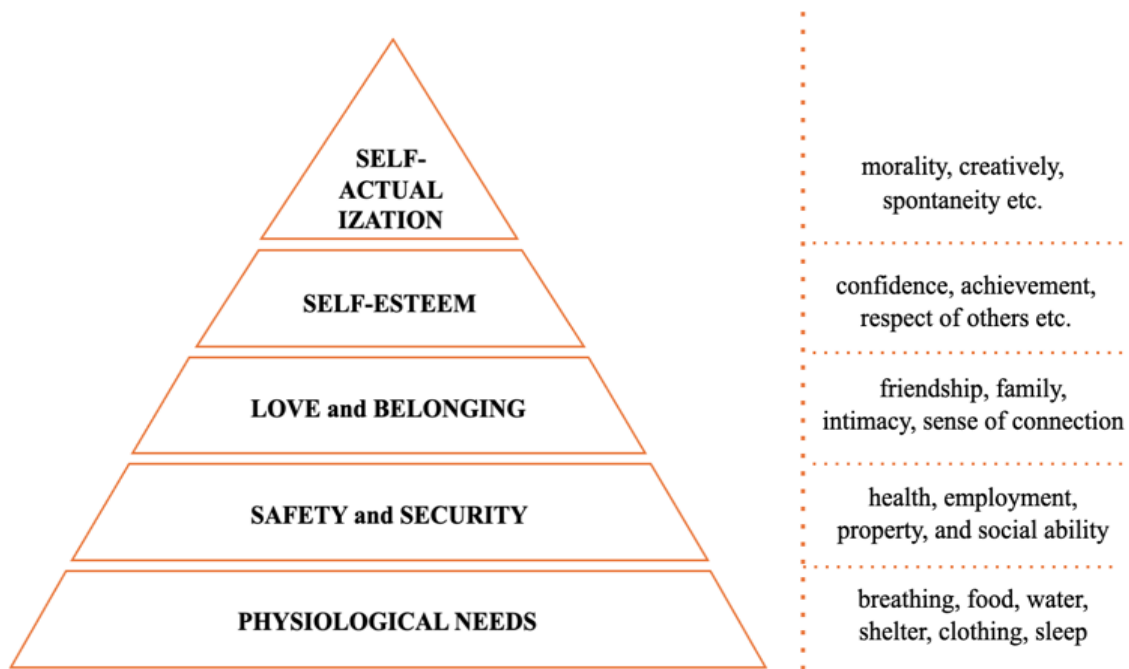 SELF-
ACTUAL
IZATION
morality, creatively,
spontaneity etc.
SELF-ESTEEM
confidence, achievement,
respect of others etc.
LOVE and BELONGING
friendship, family,
intimacy, sense of connection
SAFETY and SECURITY
health, employment,
property, and social ability
PHYSIOLOGICAL NEEDS
breathing, food, water,
shelter, clothing, sleep